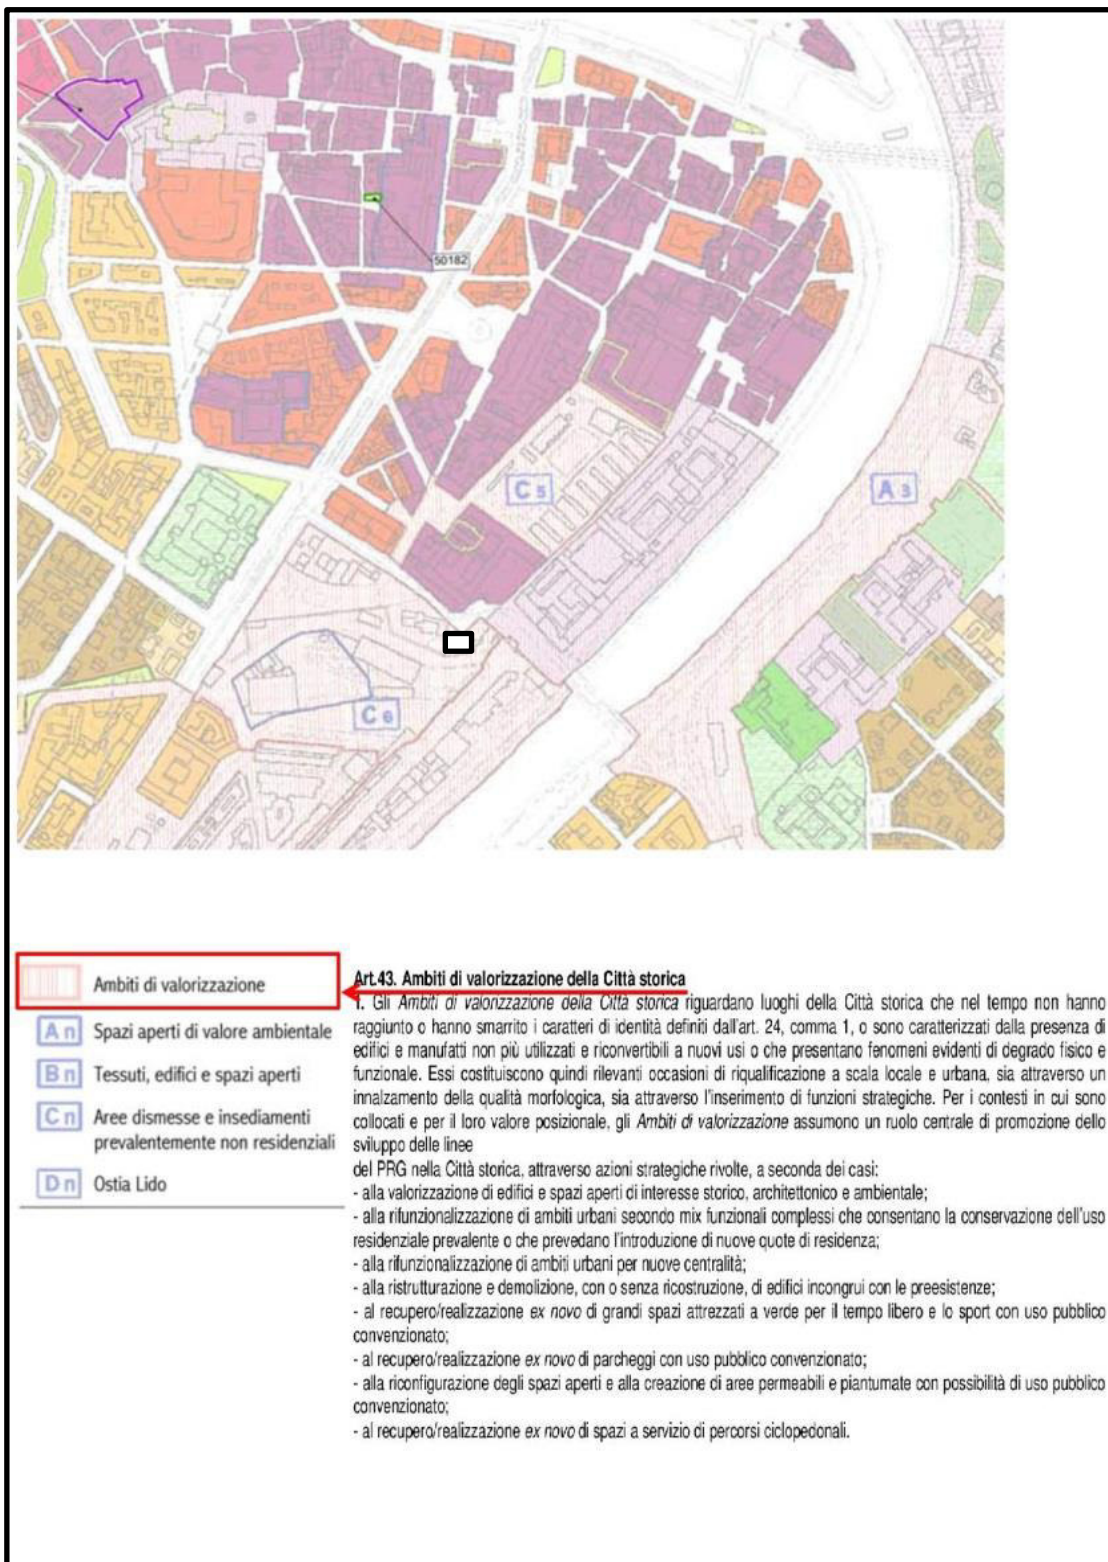 50182
C 5
A 3
C 6
Ambiti di valorizzazione
A n Spazi aperti di valore ambientale
B n Tessuti, edifici e spazi aperti
C n Aree dismesse e insediamenti
prevalentemente non residenziali
D n Ostia Lido
Art.43. Ambiti di valorizzazione della Città storica
1. Gli Ambiti di valorizzazione della Città storica riguardano luoghi della Città storica che nel tempo non hanno
raggiunto o hanno smarrito i caratteri di identità definiti dall'art. 24, comma 1, o sono caratterizzati dalla presenza di
edifici e manufatti non più utilizzati e riconvertibili a nuovi usi o che presentano fenomeni evidenti di degrado fisico e
funzionale. Essi costituiscono quindi rilevanti occasioni di riqualificazione a scala locale e urbana, sia attraverso un
innalzamento della qualità morfologica, sia attraverso l'inserimento di funzioni strategiche. Per i contesti in cui sono
collocati e per il loro valore posizionale, gli Ambiti di valorizzazione assumono un ruolo centrale di promozione dello
sviluppo delle linee
del PRG nella Città storica, attraverso azioni strategiche rivolte, a seconda dei casi:
- alla valorizzazione di edifici e spazi aperti di interesse storico, architettonico e ambientale;
- alla rifunzionalizzazione di ambiti urbani secondo mix funzionali complessi che consentano la conservazione dell'uso
residenziale prevalente o che prevedano l'introduzione di nuove quote di residenza;
- alla rifunzionalizzazione di ambiti urbani per nuove centralità;
- alla ristrutturazione e demolizione, con o senza ricostruzione, di edifici incongrui con le preesistenze;
- al recupero/realizzazione ex novo di grandi spazi attrezzati a verde per il tempo libero e lo sport con uso pubblico
convenzionato;
- al recupero/realizzazione ex novo di parcheggi con uso pubblico convenzionato;
- alla riconfigurazione degli spazi aperti e alla creazione di aree permeabili e piantumate con possibilità di uso pubblico
convenzionato;
- al recupero/realizzazione ex novo di spazi a servizio di percorsi ciclopedonali.